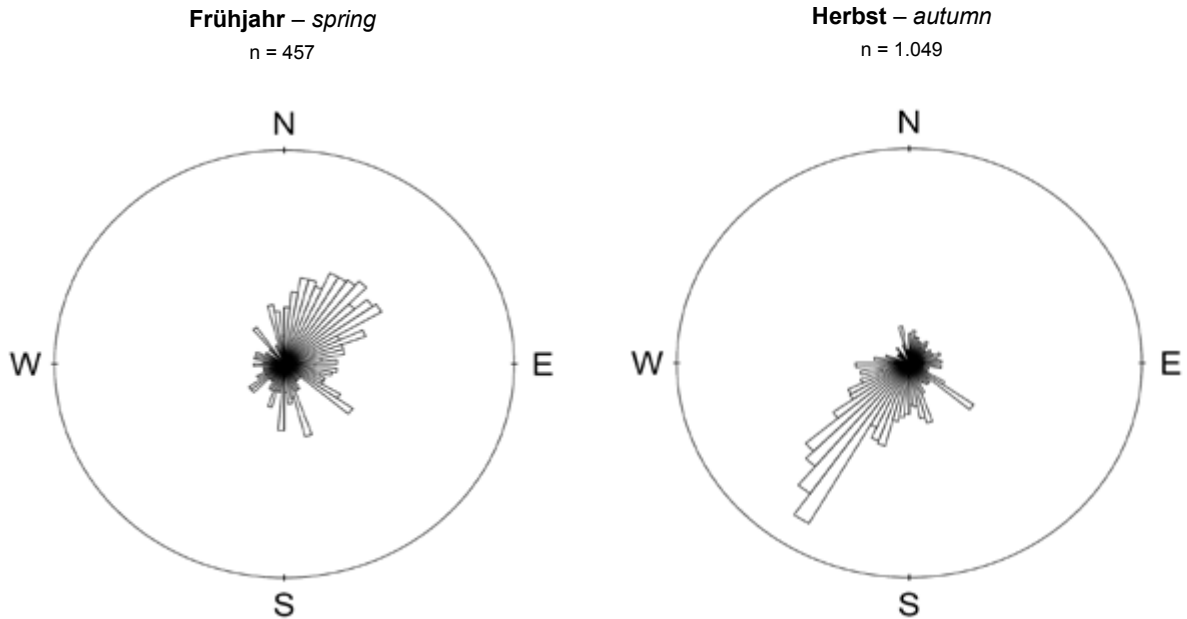 Frühjahr – spring
n = 457
N
W
E
S
Herbst – autumn
n = 1.049
N
W
E
S